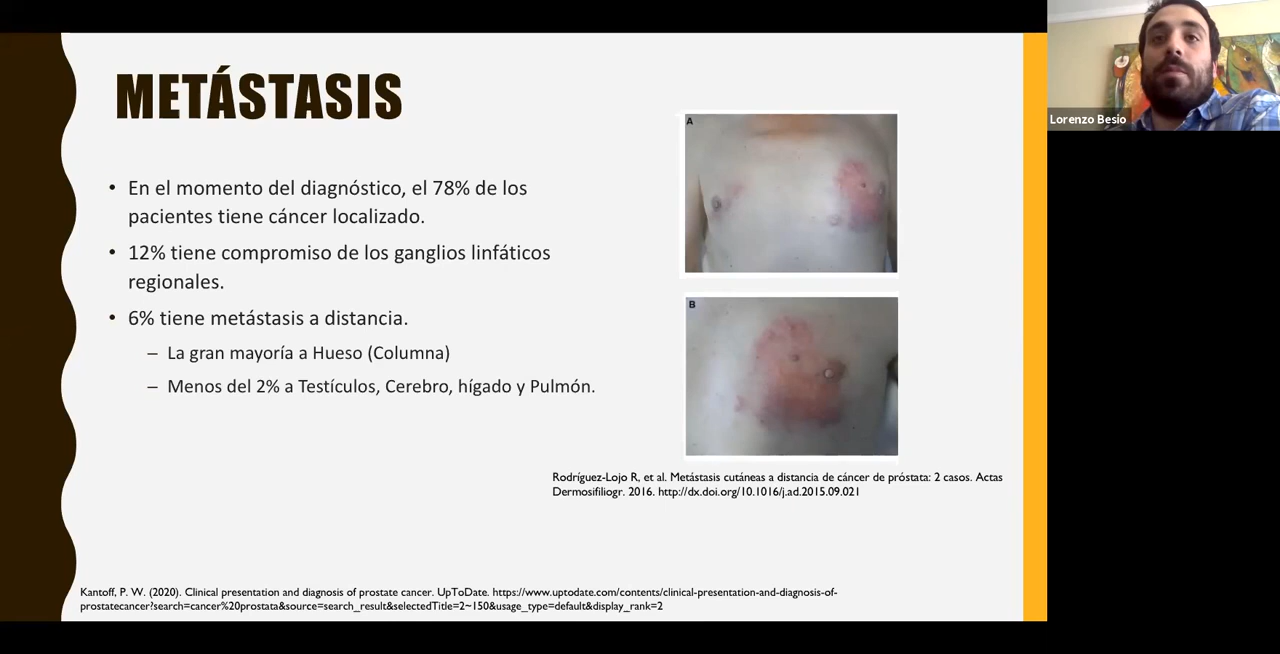 METÁSTASIS
• En el momento del diagnóstico, el 78% de los
pacientes tiene cáncer localizado.
• 12% tiene compromiso de los ganglios linfáticos
regionales.
• 6% tiene metástasis a distancia.
– La gran mayoría a Hueso (Columna)
– Menos del 2% a Testículos, Cerebro, hígado y Pulmón.
A
B
Rodríguez-Lojo R, et al. Metástasis cutáneas a distancia de cáncer de próstata: 2 casos. Actas
Dermosifiliogr. 2016. http://dx.doi.org/10.1016/j.ad.2015.09.021
Kantoff, P. W. (2020). Clinical presentation and diagnosis of prostate cancer. UpToDate. https://www.uptodate.com/contents/clinical-presentation-and-diagnosis-of-
prostatecancer?search=cancer%20prostata&source=search_result&selectedTitle=2~150&usage_type=default&display_rank=2
Lorenzo Besio